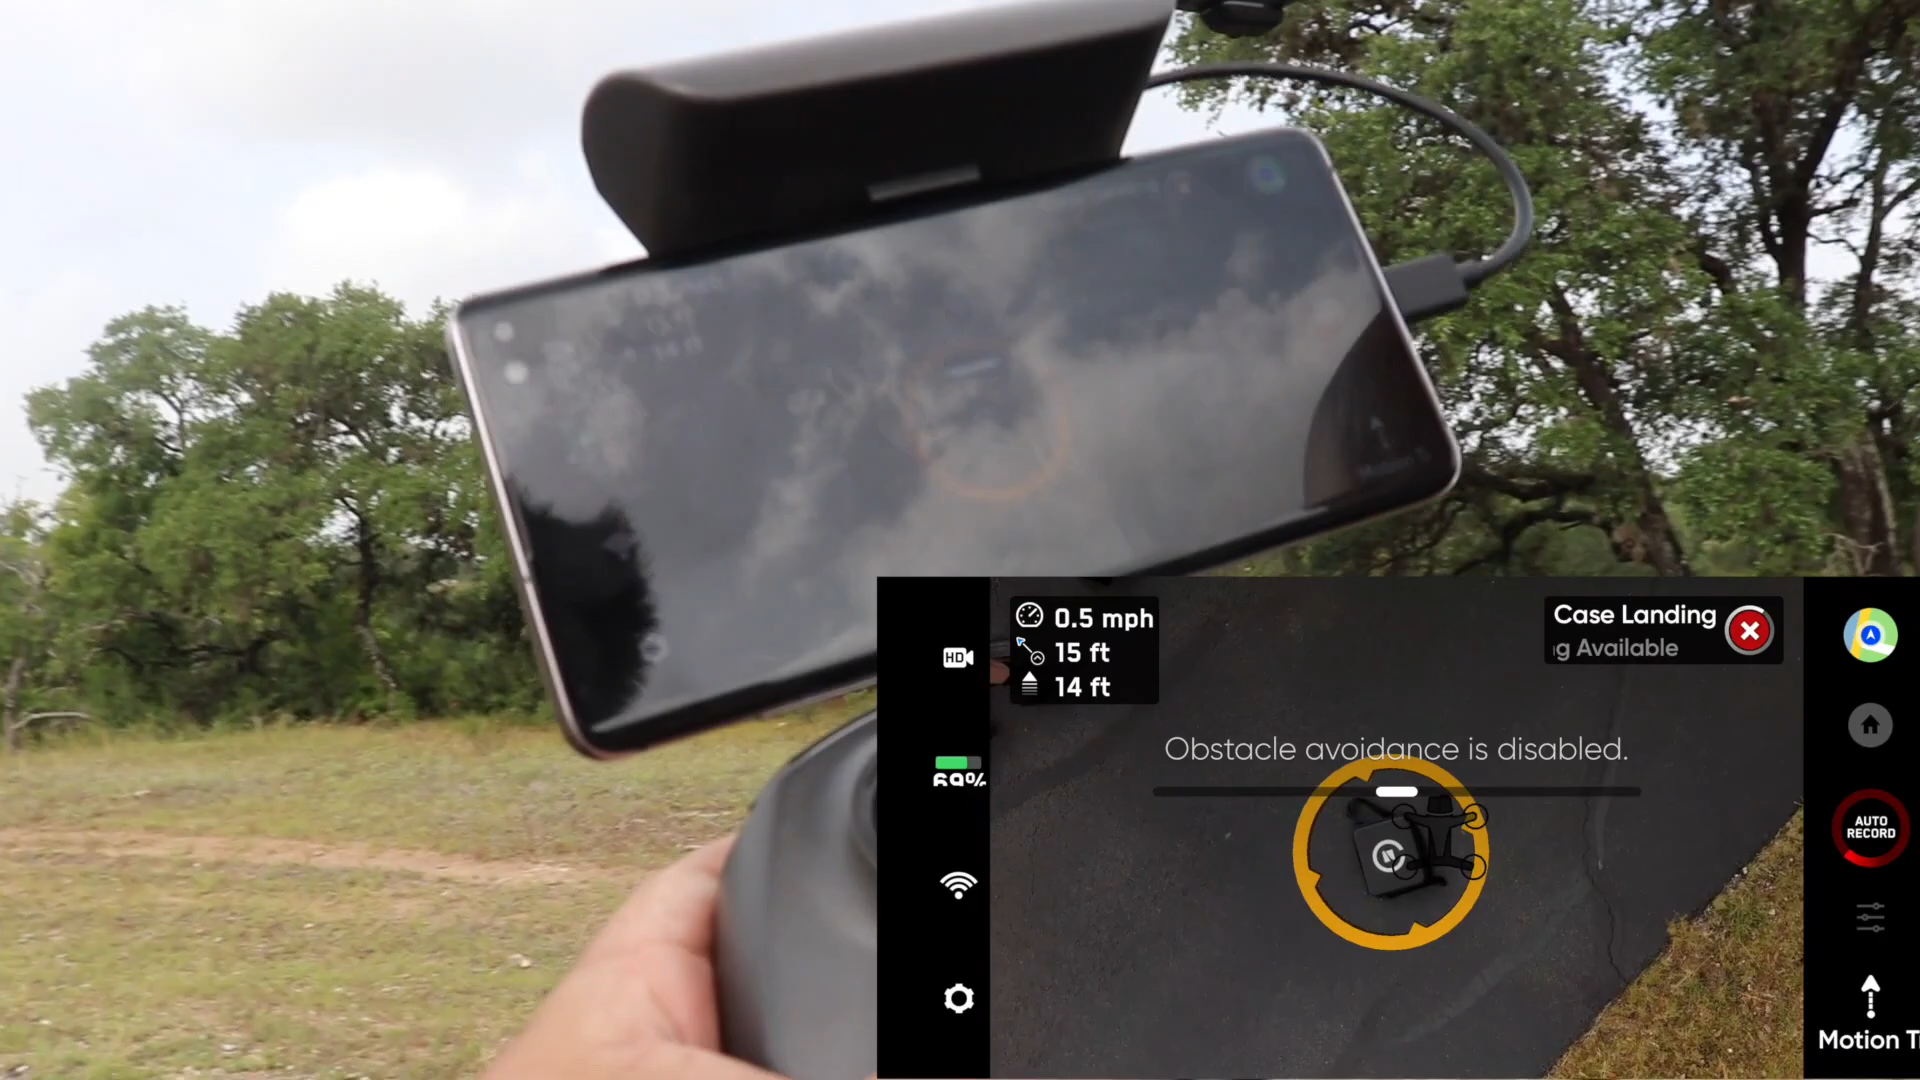 HD
69%
0.5 mph
15 ft
14 ft
Case Landing
g Available
Obstacle avoidance is disabled.
AUTO
RECORD
Motion T